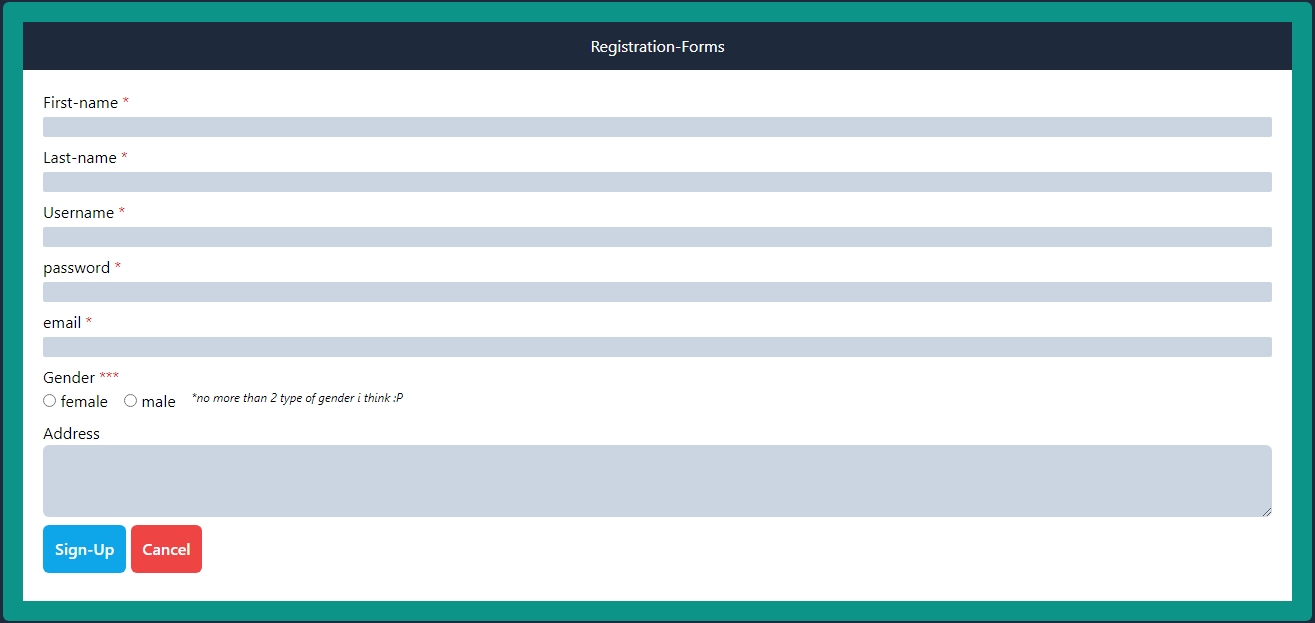 Registration-Forms
First-name *
Last-name *
Username *
password *
email *
Gender ***
female male *no more than 2 type of gender i think :P
Address
Sign-Up Cancel